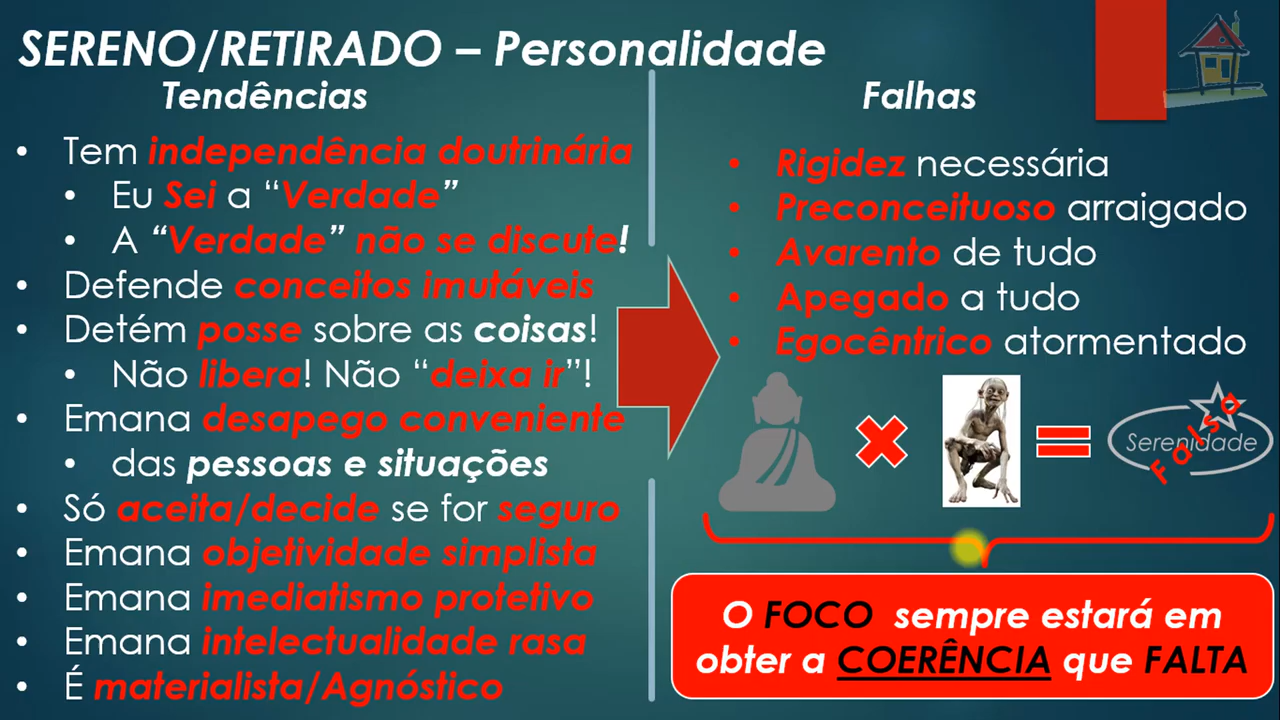 SERENO/RETIRADO – Personalidade
Tendências
• Tem independência doutrinária
• Eu Sei a “Verdade”
• A “Verdade” não se discute!
• Defende conceitos imutáveis
• Detém posse sobre as coisas!
• Não libera! Não “deixa ir”!
• Emana desapego conveniente
• das pessoas e situações
• Só aceita/decide se for seguro
• Emana objetividade simplista
• Emana imediatismo protetivo
• Emana intelectualidade rasa
• É materialista/Agnóstico
Falhas
• Rigidez necessária
• Preconceituoso arraigado
• Avarento de tudo
• Apegado a tudo
• Egocêntrico atormentado
Serenidade
Falsa
O FOCO sempre estará em
obter a COERÊNCIA que FALTA